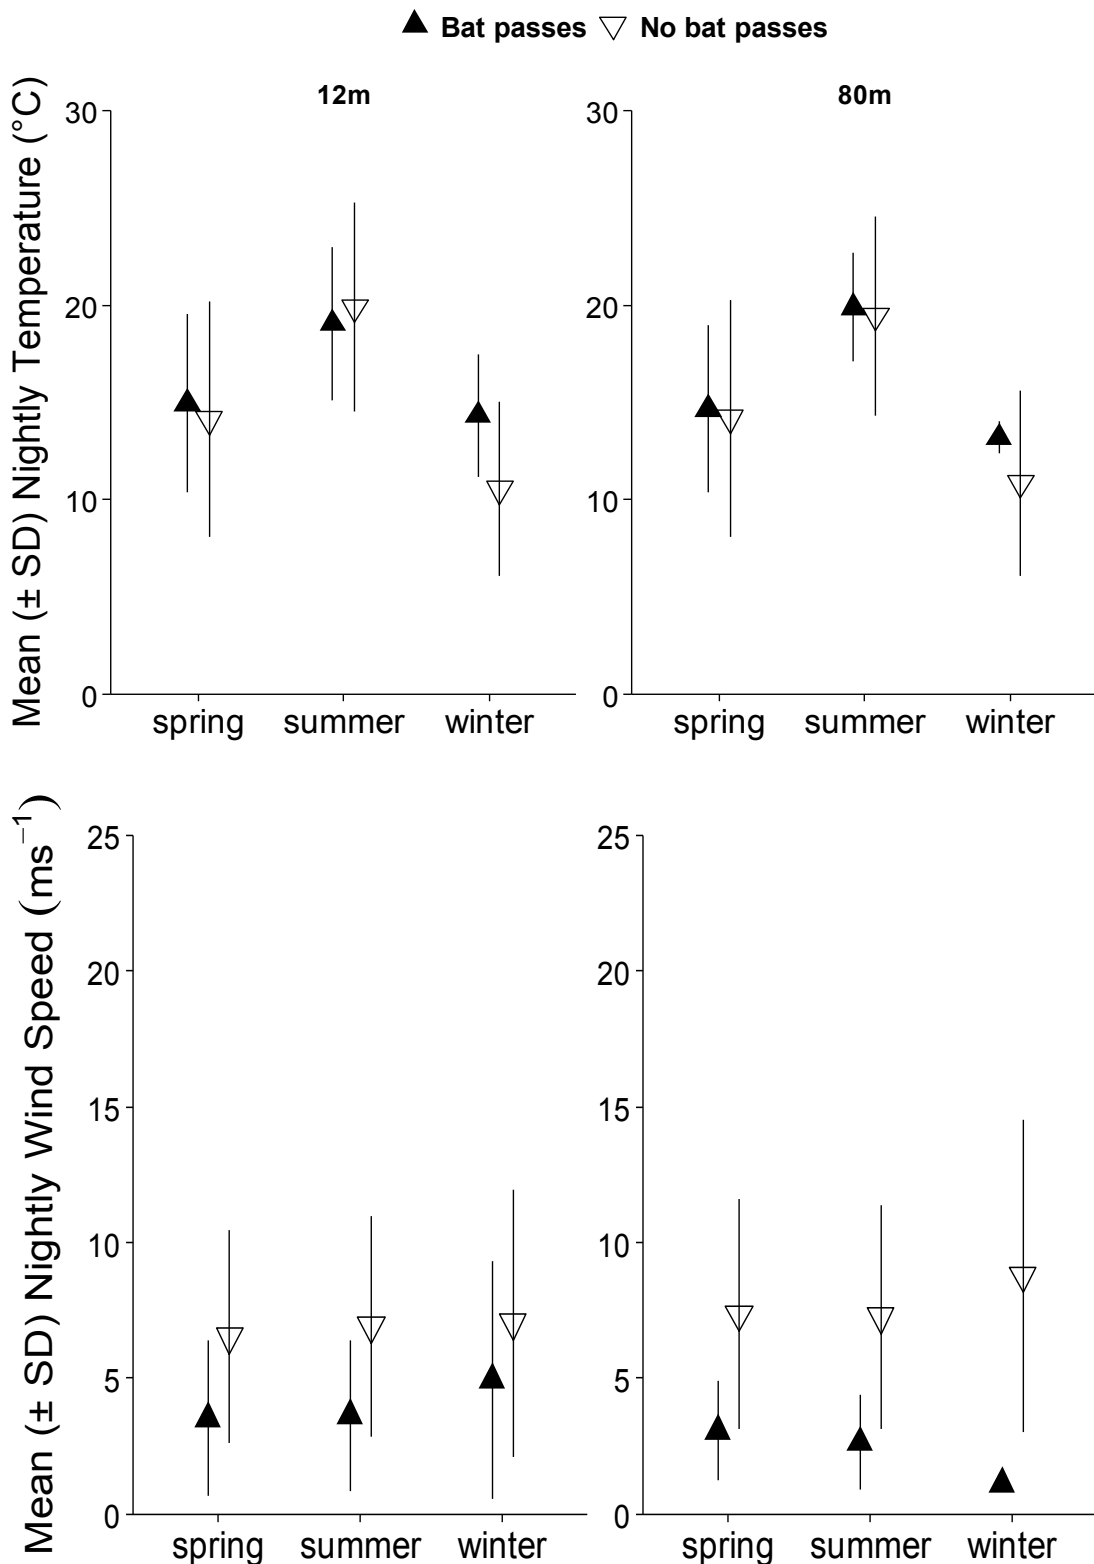 Bat passes No bat passes
12m 80m
Mean (± SD) Nightly Temperature (°C)
30 30
20 20
10 10
0 0
spring summer winter spring summer winter
Mean (± SD) Nightly Wind Speed (ms⁻¹)
25 25
20 20
15 15
10 10
5 5
0 0
spring summer winter spring summer winter